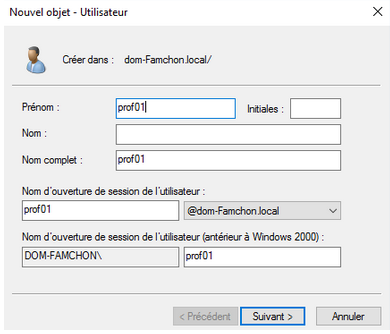 Nouvel objet - Utilisateur
Créer dans : dom-Famchon.local/
Prénom : prof01 Initiales :
Nom :
Nom complet : prof01
Nom d'ouverture de session de l'utilisateur :
prof01 @dom-Famchon.local
Nom d'ouverture de session de l'utilisateur (antérieur à Windows 2000) :
DOM-FAMCHON\ prof01
< Précédent Suivant > Annuler